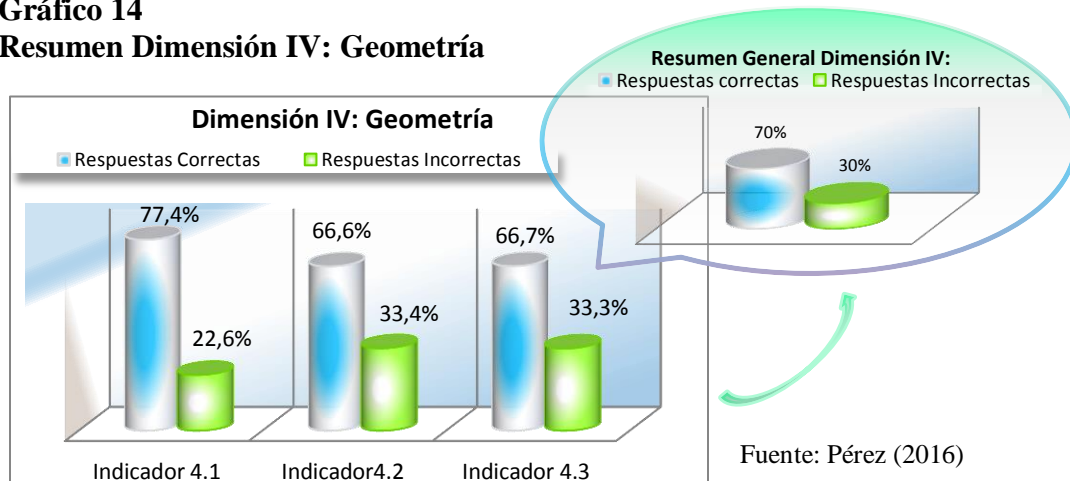 Gráfico 14
Resumen Dimensión IV: Geometría
Resumen General Dimensión IV:
Respuestas correctas Respuestas Incorrectas
70%
30%
Dimensión IV: Geometría
Respuestas Correctas Respuestas Incorrectas
77,4%
22,6%
66,6%
33,4%
66,7%
33,3%
Indicador 4.1 Indicador4.2 Indicador 4.3
Fuente: Pérez (2016)